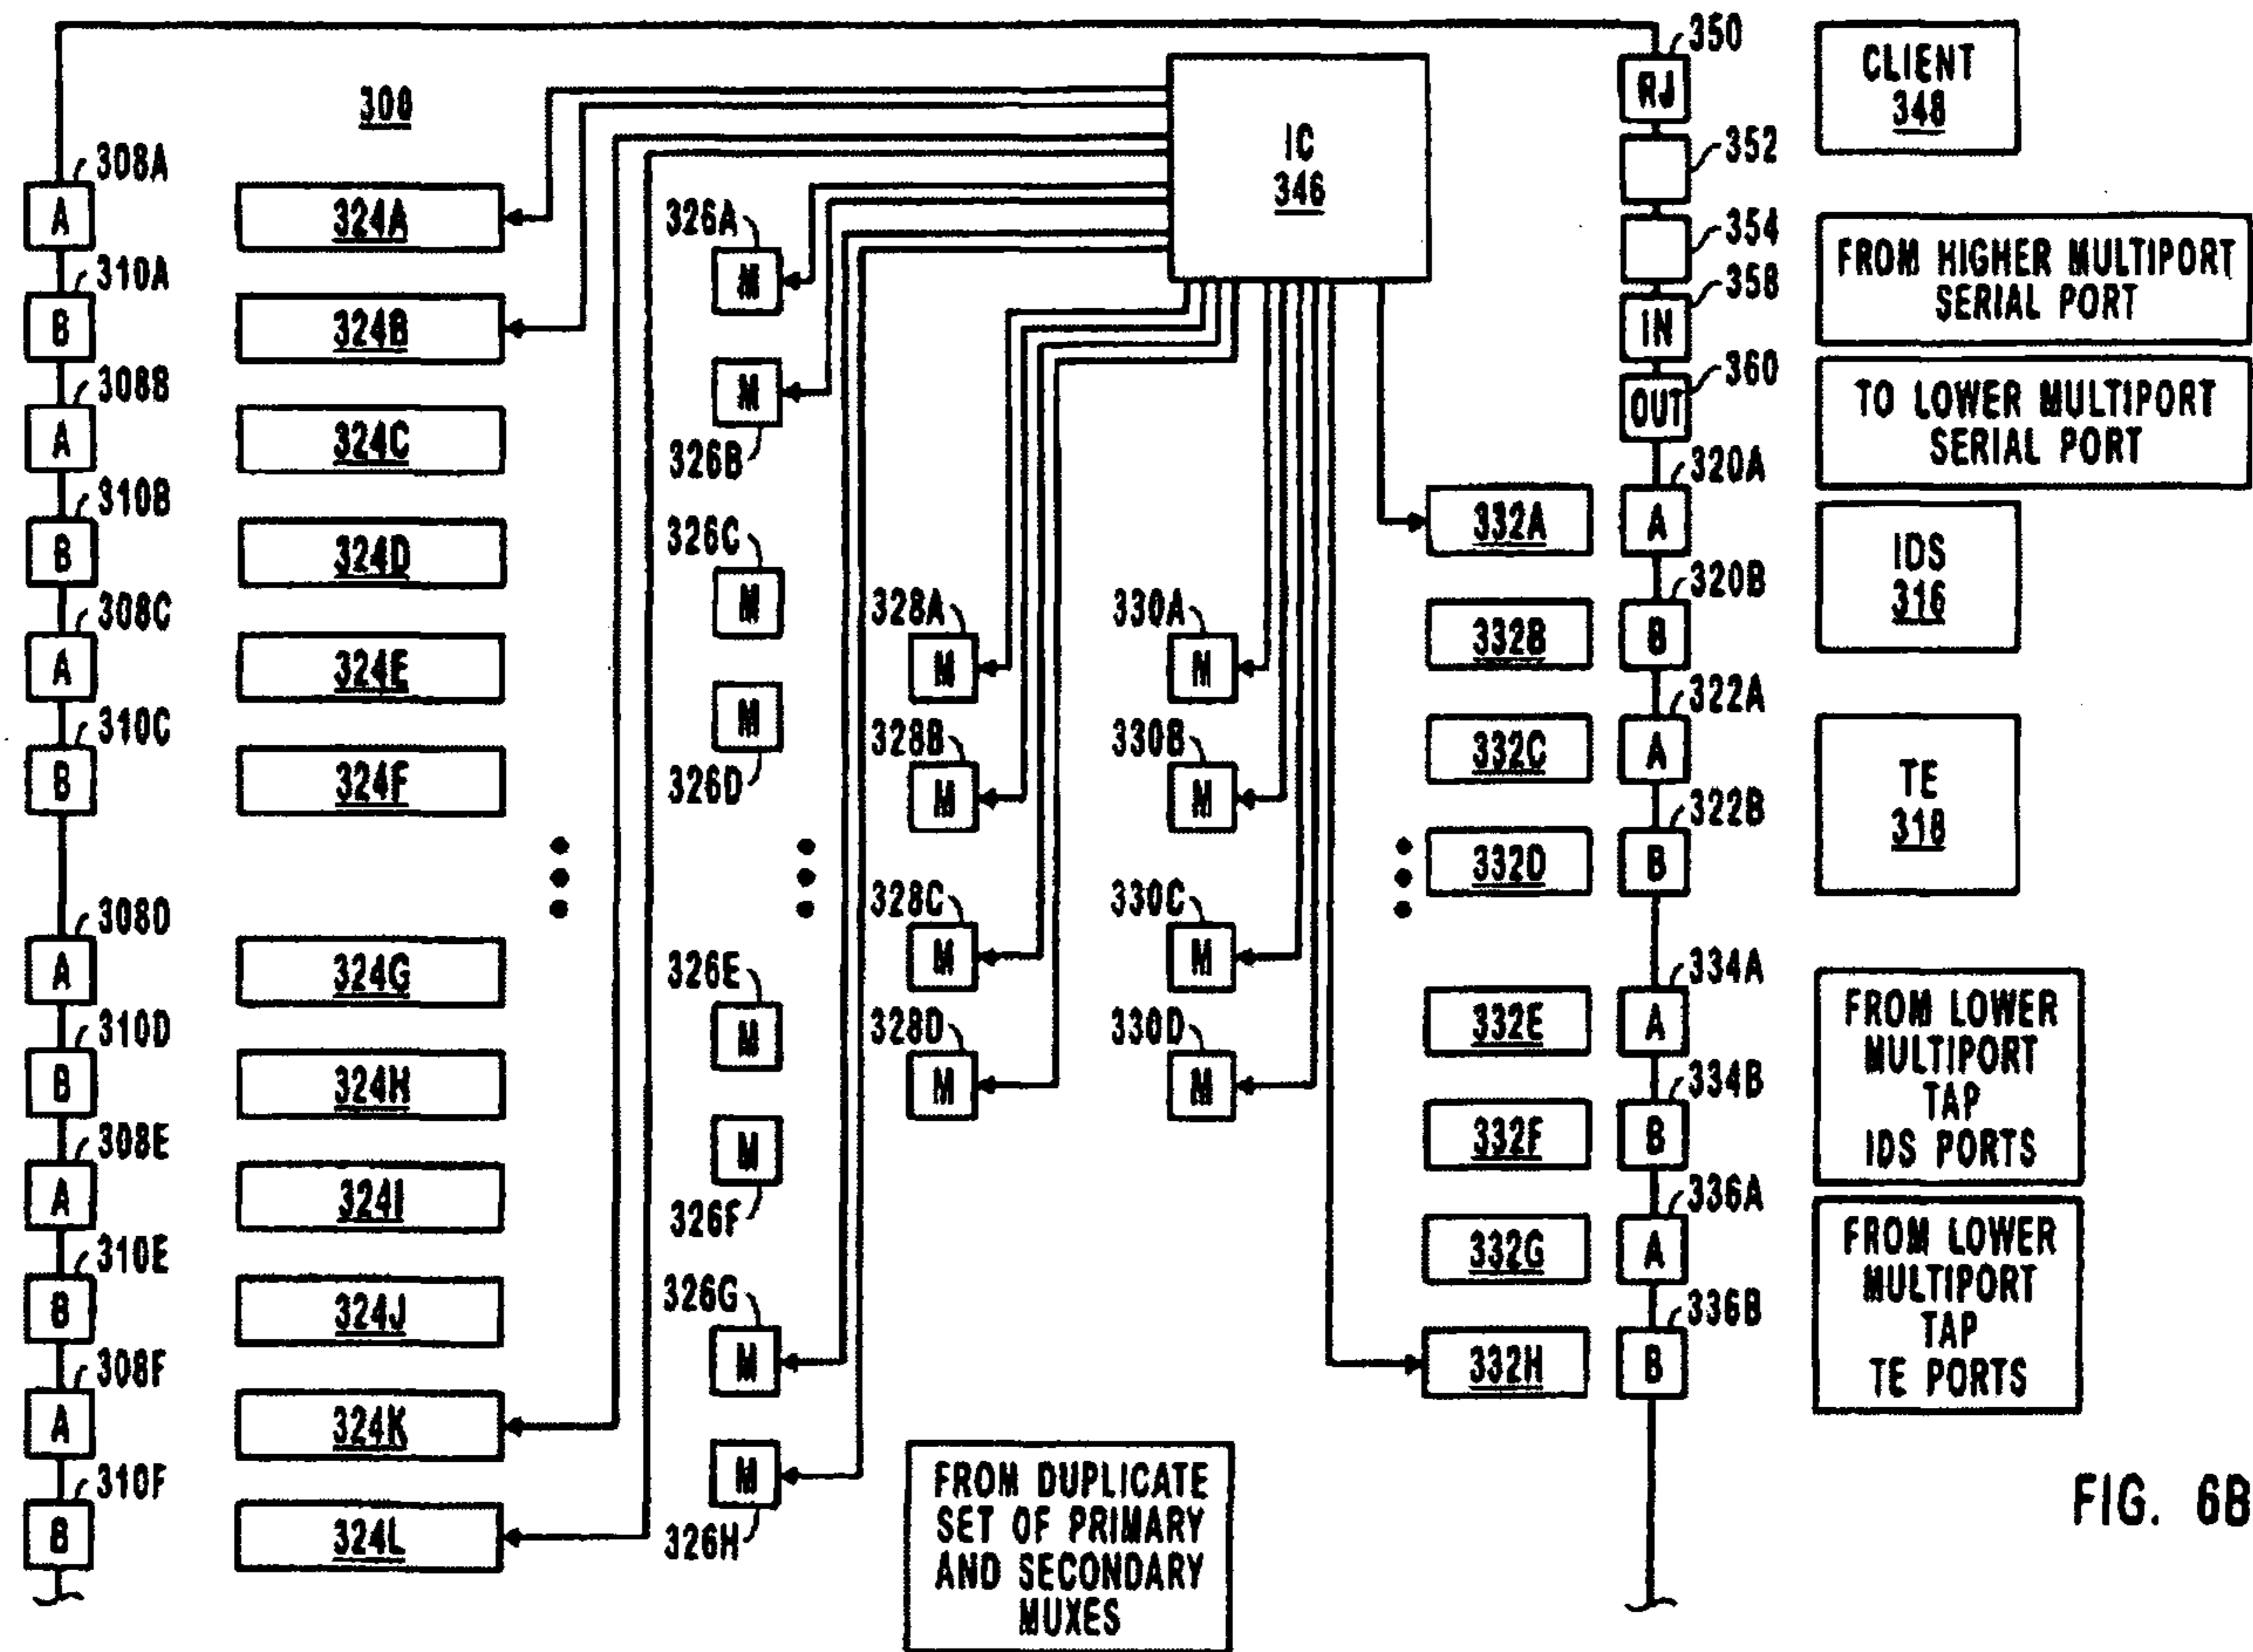 300
308A
A
310A
B
308B
A
310B
B
308C
A
310C
B
308D
A
310D
B
308E
A
310E
B
308F
A
310F
B
324A
324B
324C
324D
324E
324F
324G
324H
324I
324J
324K
324L
326A
M
M
326B
326C
M
M
326D
326E
M
M
326F
326G
M
M
326H
328A
M
328B
M
328C
M
328D
M
330A
M
330B
M
330C
M
330D
M
IC
346
332A
332B
332C
332D
332E
332F
332G
332H
350
RJ
352
354
358
IN
360
OUT
320A
A
320B
B
322A
A
322B
B
334A
A
334B
B
336A
A
336B
B
CLIENT
348
FROM HIGHER MULTIPORT
SERIAL PORT
TO LOWER MULTIPORT
SERIAL PORT
IDS
316
TE
318
FROM LOWER
MULTIPORT
TAP
IDS PORTS
FROM LOWER
MULTIPORT
TAP
TE PORTS
FROM DUPLICATE
SET OF PRIMARY
AND SECONDARY
MUXES
FIG. 6B